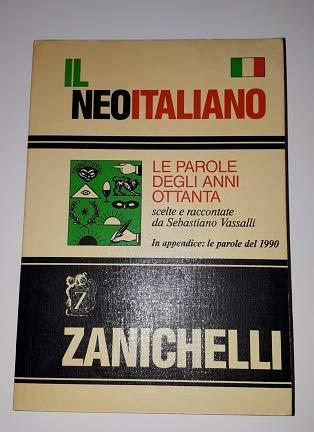 IL
NEOITALIANO
LE PAROLE
DEGLI ANNI
OTTANTA
scelte e raccontate
da Sebastiano Vassalli
In appendice: le parole del 1990
Z
ZANICHELLI